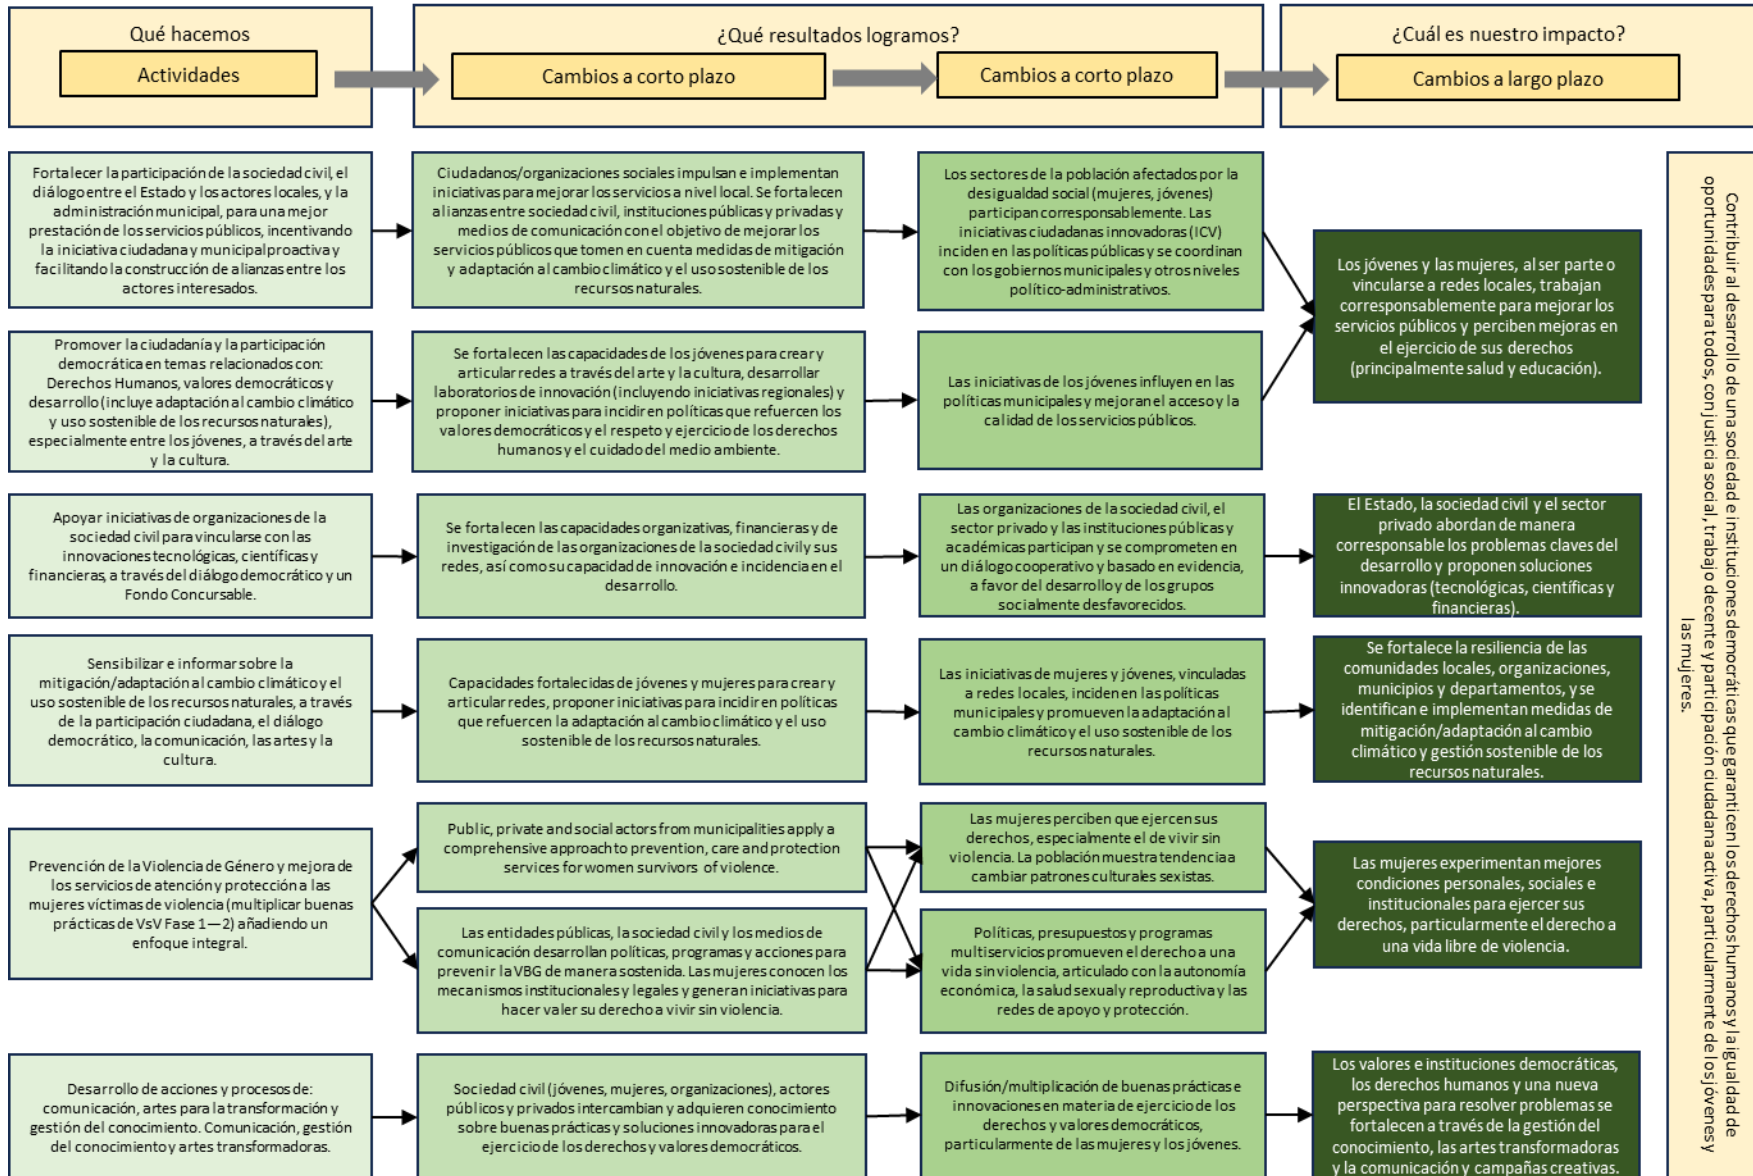 Qué hacemos
Actividades
¿Qué resultados logramos?
Cambios a corto plazo
Cambios a corto plazo
¿Cuál es nuestro impacto?
Cambios a largo plazo
Fortalecer la participación de la sociedad civil, el
diálogo entre el Estado y los actores locales, y la
administración municipal, para una mejor
prestación de los servicios públicos, incentivando
la iniciativa ciudadana y municipal proactiva y
facilitando la construcción de alianzas entre los
actores interesados.
Ciudadanos/organizaciones sociales impulsan e implementan
iniciativas para mejorar los servicios a nivel local. Se fortalecen
alianzas entre sociedad civil, instituciones públicas y privadas y
medios de comunicación con el objetivo de mejorar los
servicios públicos que tomen en cuenta medidas de mitigación
y adaptación al cambio climático y el uso sostenible de los
recursos naturales.
Los sectores de la población afectados por la
desigualdad social (mujeres, jóvenes)
participan corresponsablemente. Las
iniciativas ciudadanas innovadoras (ICV)
inciden en las políticas públicas y se coordinan
con los gobiernos municipales y otros niveles
político-administrativos.
Los jóvenes y las mujeres, al ser parte o
vincularse a redes locales, trabajan
corresponsablemente para mejorar los
servicios públicos y perciben mejoras en
el ejercicio de sus derechos
(principalmente salud y educación).
Promover la ciudadanía y la participación
democrática en temas relacionados con:
Derechos Humanos, valores democráticos y
desarrollo (incluye adaptación al cambio climático
y uso sostenible de los recursos naturales),
especialmente entre los jóvenes, a través del arte
y la cultura.
Se fortalecen las capacidades de los jóvenes para crear y
articular redes a través del arte y la cultura, desarrollar
laboratorios de innovación (incluyendo iniciativas regionales) y
proponer iniciativas para incidir en políticas que refuercen los
valores democráticos y el respeto y ejercicio de los derechos
humanos y el cuidado del medio ambiente.
Las iniciativas de los jóvenes influyen en las
políticas municipales y mejoran el acceso y la
calidad de los servicios públicos.
Apoyar iniciativas de organizaciones de la
sociedad civil para vincularse con las
innovaciones tecnológicas, científicas y
financieras, a través del diálogo democrático y un
Fondo Concursable.
Se fortalecen las capacidades organizativas, financieras y de
investigación de las organizaciones de la sociedad civil y sus
redes, así como su capacidad de innovación e incidencia en el
desarrollo.
Las organizaciones de la sociedad civil, el
sector privado y las instituciones públicas y
académicas participan y se comprometen en
un diálogo cooperativo y basado en evidencia,
a favor del desarrollo y de los grupos
socialmente desfavorecidos.
El Estado, la sociedad civil y el sector
privado abordan de manera
corresponsable los problemas claves del
desarrollo y proponen soluciones
innovadoras (tecnológicas, científicas y
financieras).
Sensibilizar e informar sobre la
mitigación/adaptación al cambio climático y el
uso sostenible de los recursos naturales, a través
de la participación ciudadana, el diálogo
democrático, la comunicación, las artes y la
cultura.
Capacidades fortalecidas de jóvenes y mujeres para crear y
articular redes, proponer iniciativas para incidir en políticas
que refuercen la adaptación al cambio climático y el uso
sostenible de los recursos naturales.
Las iniciativas de mujeres y jóvenes, vinculadas
a redes locales, inciden en las políticas
municipales y promueven la adaptación al
cambio climático y el uso sostenible de los
recursos naturales.
Se fortalece la resiliencia de las
comunidades locales, organizaciones,
municipios y departamentos, y se
identifican e implementan medidas de
mitigación/adaptación al cambio
climático y gestión sostenible de los
recursos naturales.
Prevención de la Violencia de Género y mejora de
los servicios de atención y protección a las
mujeres víctimas de violencia (multiplicar buenas
prácticas de VsV Fase 1—2) añadiendo un
enfoque integral.
Public, private and social actors from municipalities apply a
comprehensive approach to prevention, care and protection
services for women survivors of violence.
Las entidades públicas, la sociedad civil y los medios de
comunicación desarrollan políticas, programas y acciones para
prevenir la VBG de manera sostenida. Las mujeres conocen los
mecanismos institucionales y legales y generan iniciativas para
hacer valer su derecho a vivir sin violencia.
Las mujeres perciben que ejercen sus
derechos, especialmente el de vivir sin
violencia. La población muestra tendencia a
cambiar patrones culturales sexistas.
Políticas, presupuestos y programas
multiservicios promueven el derecho a una
vida sin violencia, articulado con la autonomía
económica, la salud sexual y reproductiva y las
redes de apoyo y protección.
Las mujeres experimentan mejores
condiciones personales, sociales e
institucionales para ejercer sus
derechos, particularmente el derecho a
una vida libre de violencia.
Desarrollo de acciones y procesos de:
comunicación, artes para la transformación y
gestión del conocimiento. Comunicación, gestión
del conocimiento y artes transformadoras.
Sociedad civil (jóvenes, mujeres, organizaciones), actores
públicos y privados intercambian y adquieren conocimiento
sobre buenas prácticas y soluciones innovadoras para el
ejercicio de los derechos y valores democráticos.
Difusión/multiplicación de buenas prácticas e
innovaciones en materia de ejercicio de los
derechos y valores democráticos,
particularmente de las mujeres y los jóvenes.
Los valores e instituciones democráticas,
los derechos humanos y una nueva
perspectiva para resolver problemas se
fortalecen a través de la gestión del
conocimiento, las artes transformadoras
y la comunicación y campañas creativas.
Contribuir al desarrollo de una sociedad e instituciones democráticas que garanticen los derechos humanos y la igualdad de
oportunidades para todos, con justicia social, trabajo decente y participación ciudadana activa, particularmente de los jóvenes y
las mujeres.